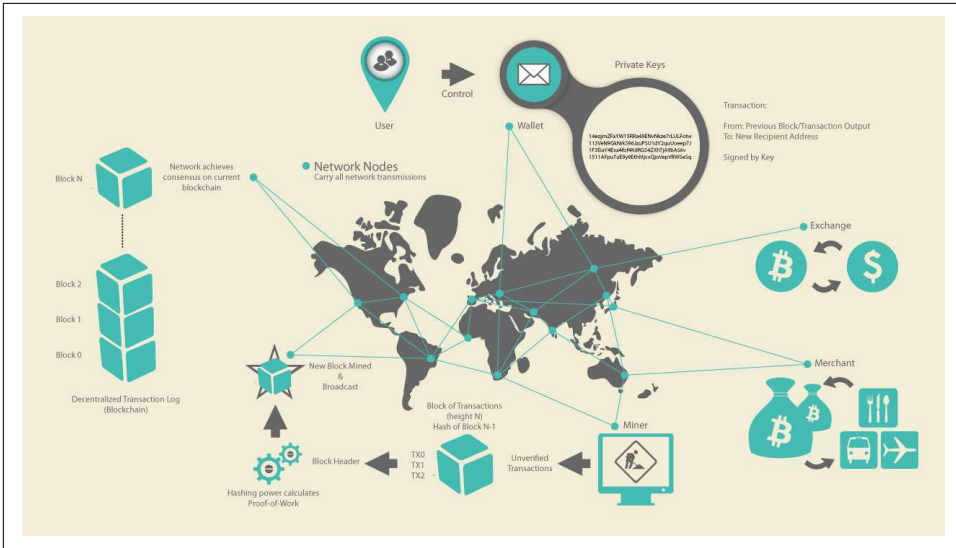 Private Keys
Control
User
Wallet
Transaction:
From: Previous Block/Transaction Output
To: New Recipient Address
Signed by Key
Network Nodes
Carry all network transmissions
Block N
Network achieves
consensus on current
blockchain
Exchange
Block 2
Block 1
Block 0
Decentralized Transaction Log
(Blockchain)
New Block Mined
&
Broadcast
Merchant
Block of Transactions
(height N)
Hash of Block N-1
Miner
TX0
TX1
TX2
Block Header
Unverified
Transactions
Hashing power calculates
Proof-of-Work